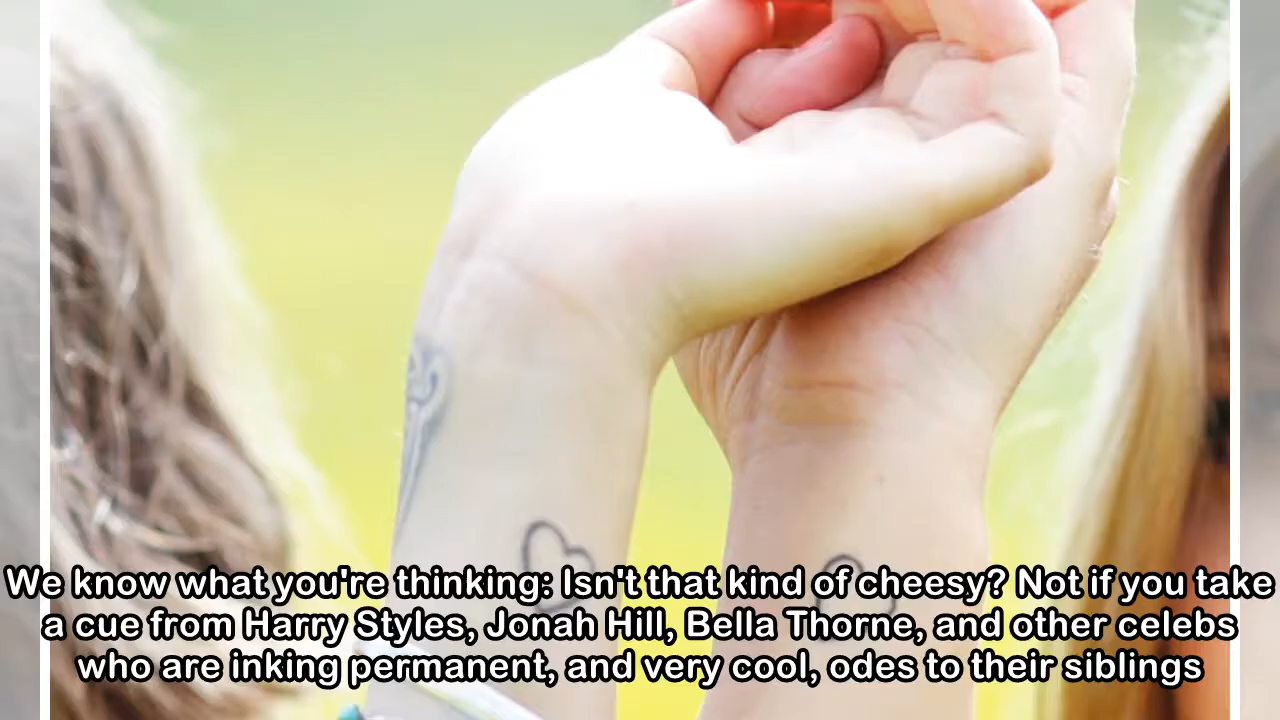 We know what you're thinking: Isn't that kind of cheesy? Not if you take
a cue from Harry Styles, Jonah Hill, Bella Thorne, and other celebs
who are inking permanent, and very cool, odes to their siblings